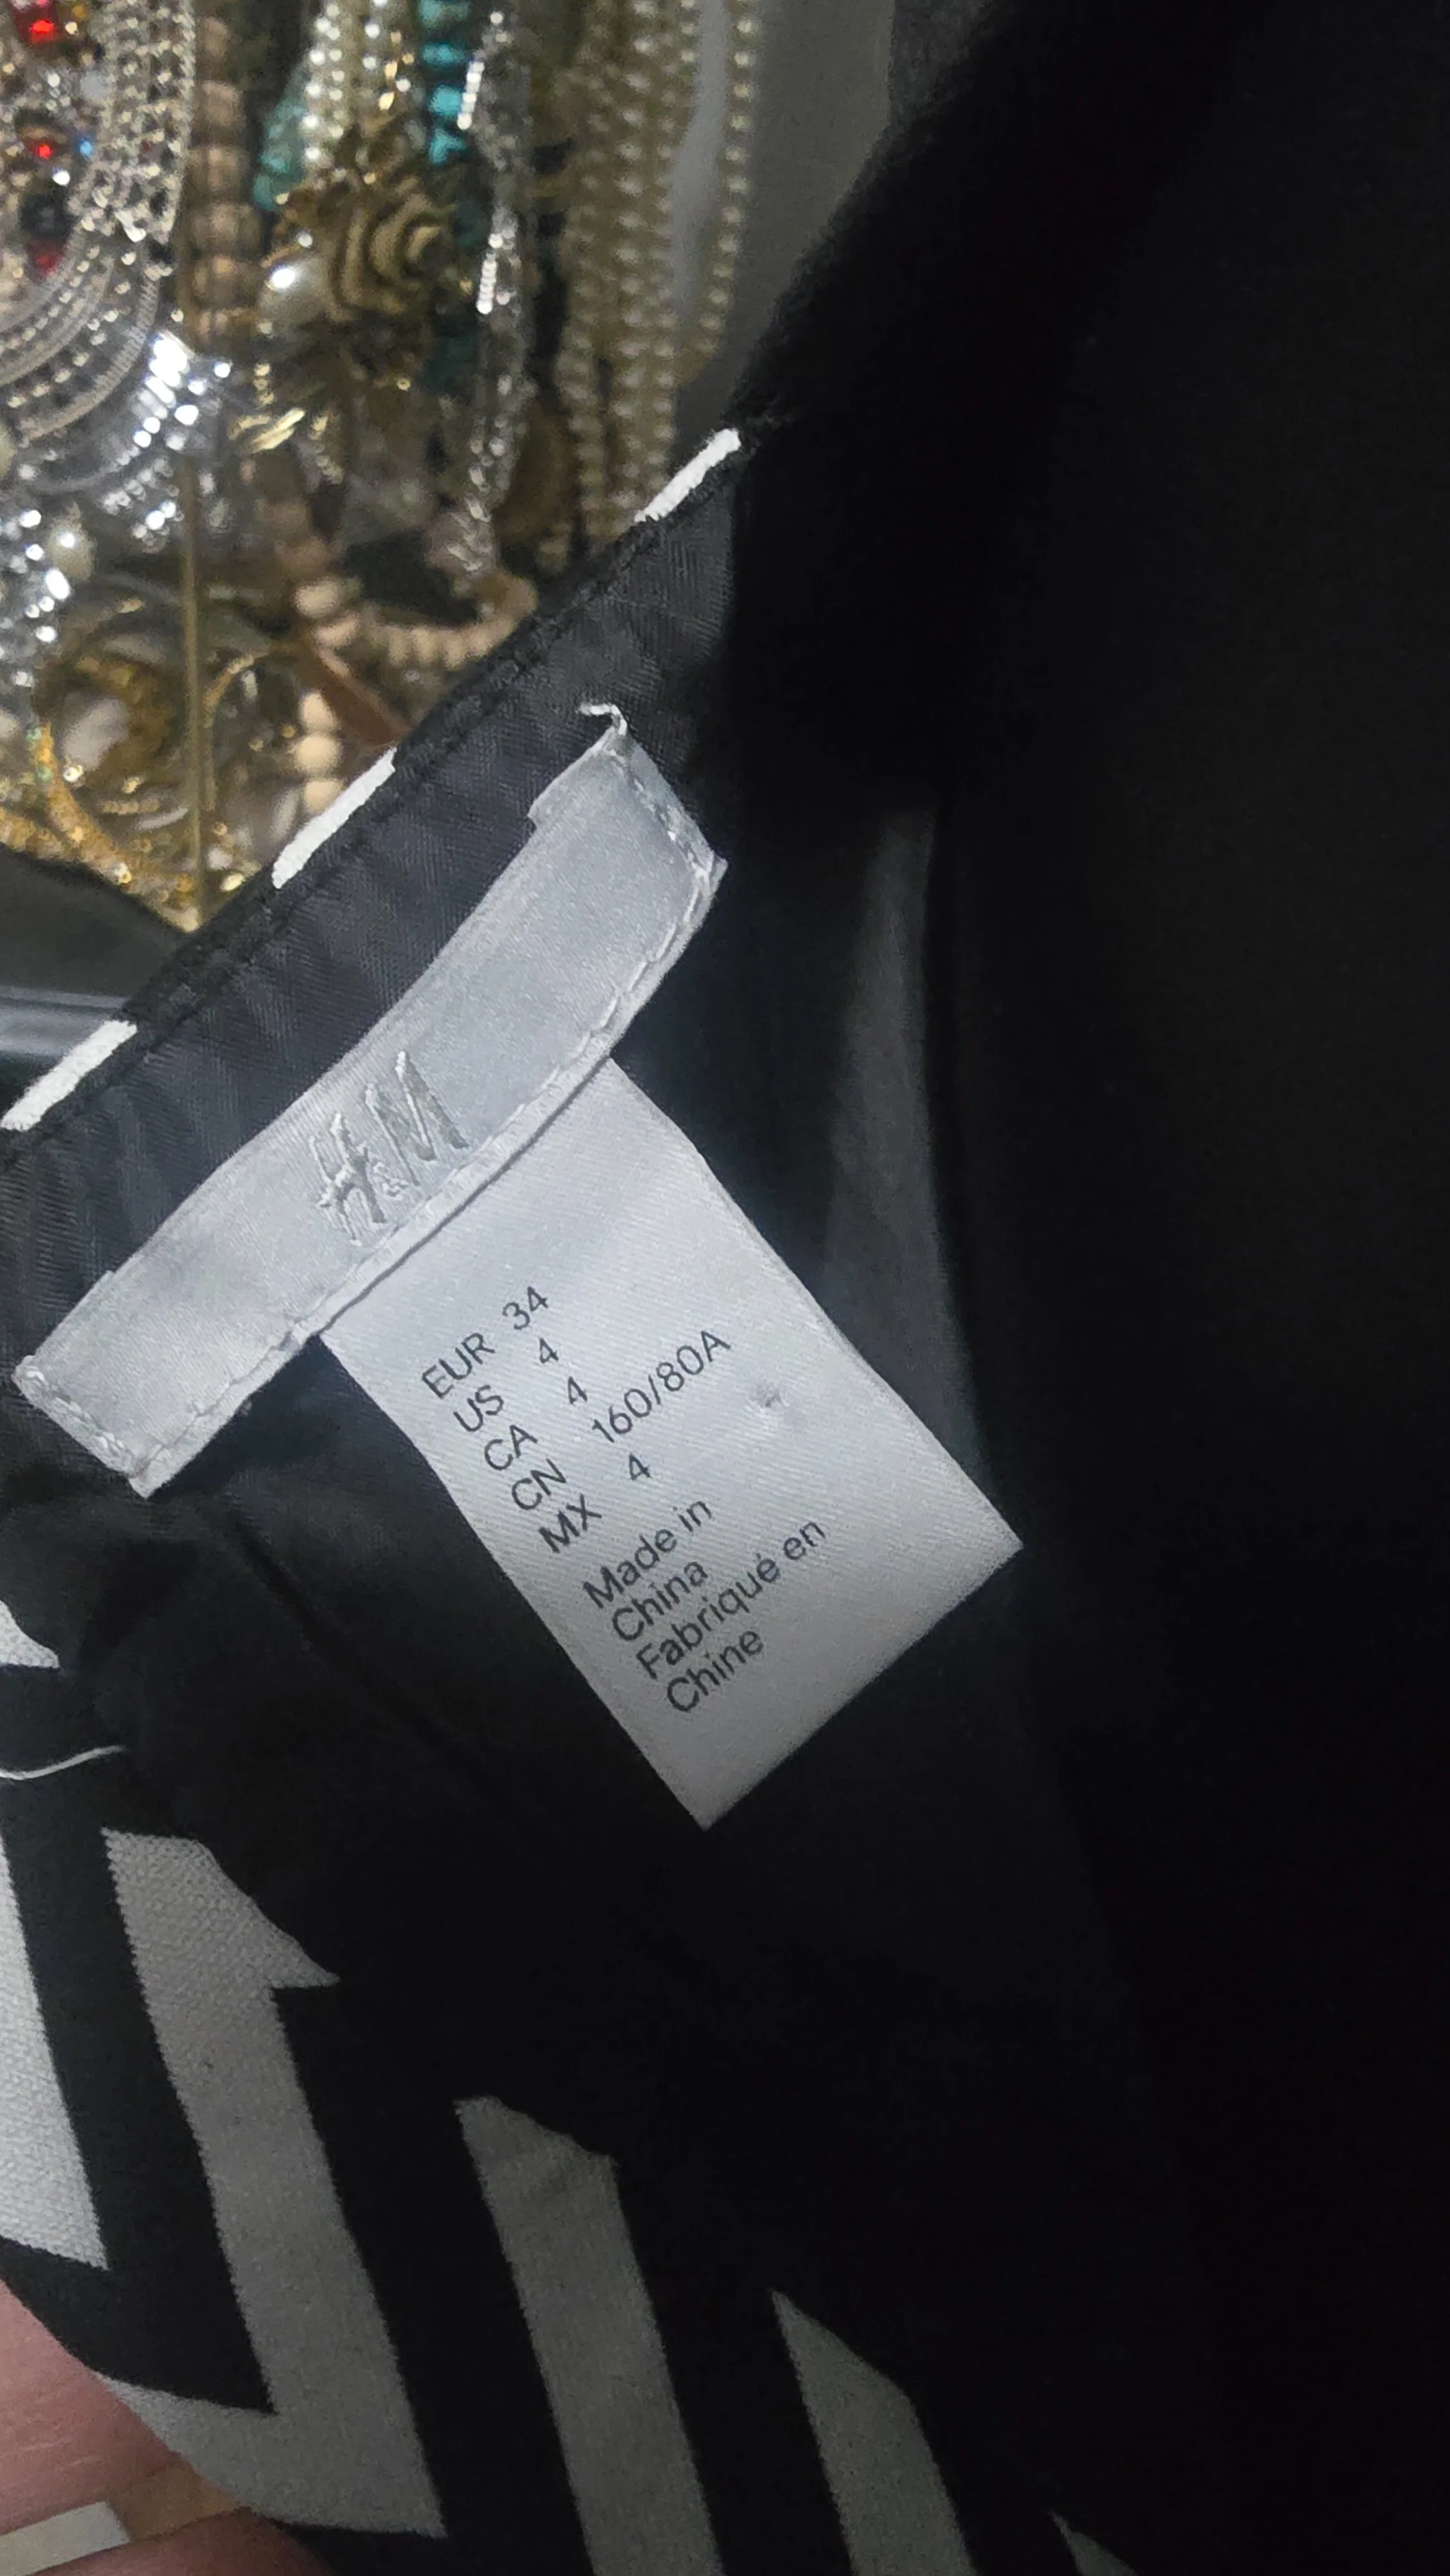 H&M
EUR 34
US 4
CA 4
CN 160/80A
MX 4
Made in
China
Fabriqué en
Chine